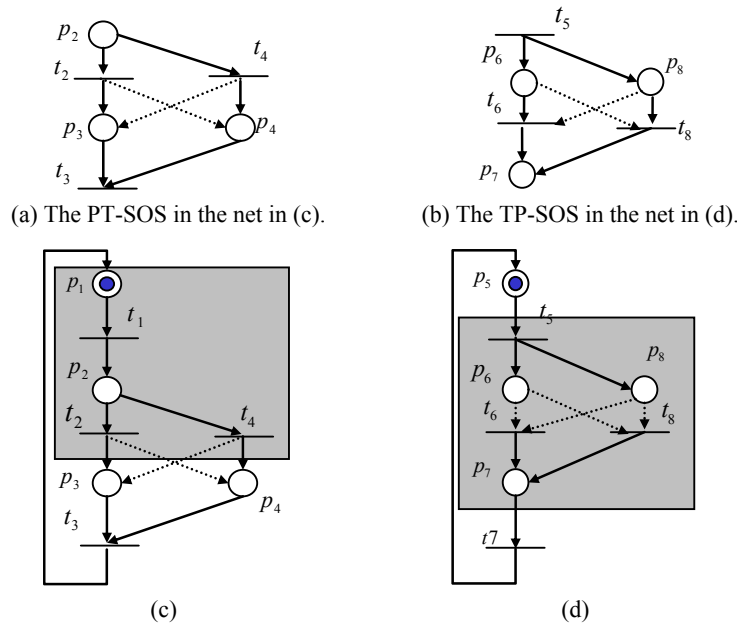 p2
t4
t2
p3
p4
t3
t5
p6
p8
t6
t8
p7
(a) The PT-SOS in the net in (c).
(b) The TP-SOS in the net in (d).
p1
t1
p2
t2
t4
p3
p4
t3
(c)
p5
t5
p6
p8
t6
t8
p7
t7
(d)